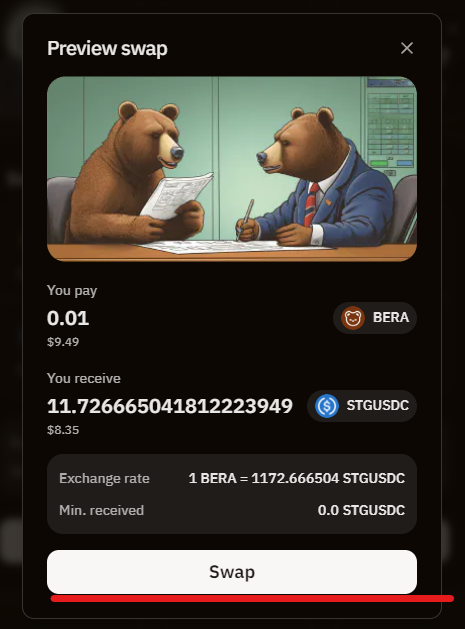 Preview swap
You pay
0.01
BERA
$9.49
You receive
11.726665041812223949
STGUSDC
$8.35
Exchange rate
1 BERA = 1172.666504 STGUSDC
Min. received
0.0 STGUSDC
Swap